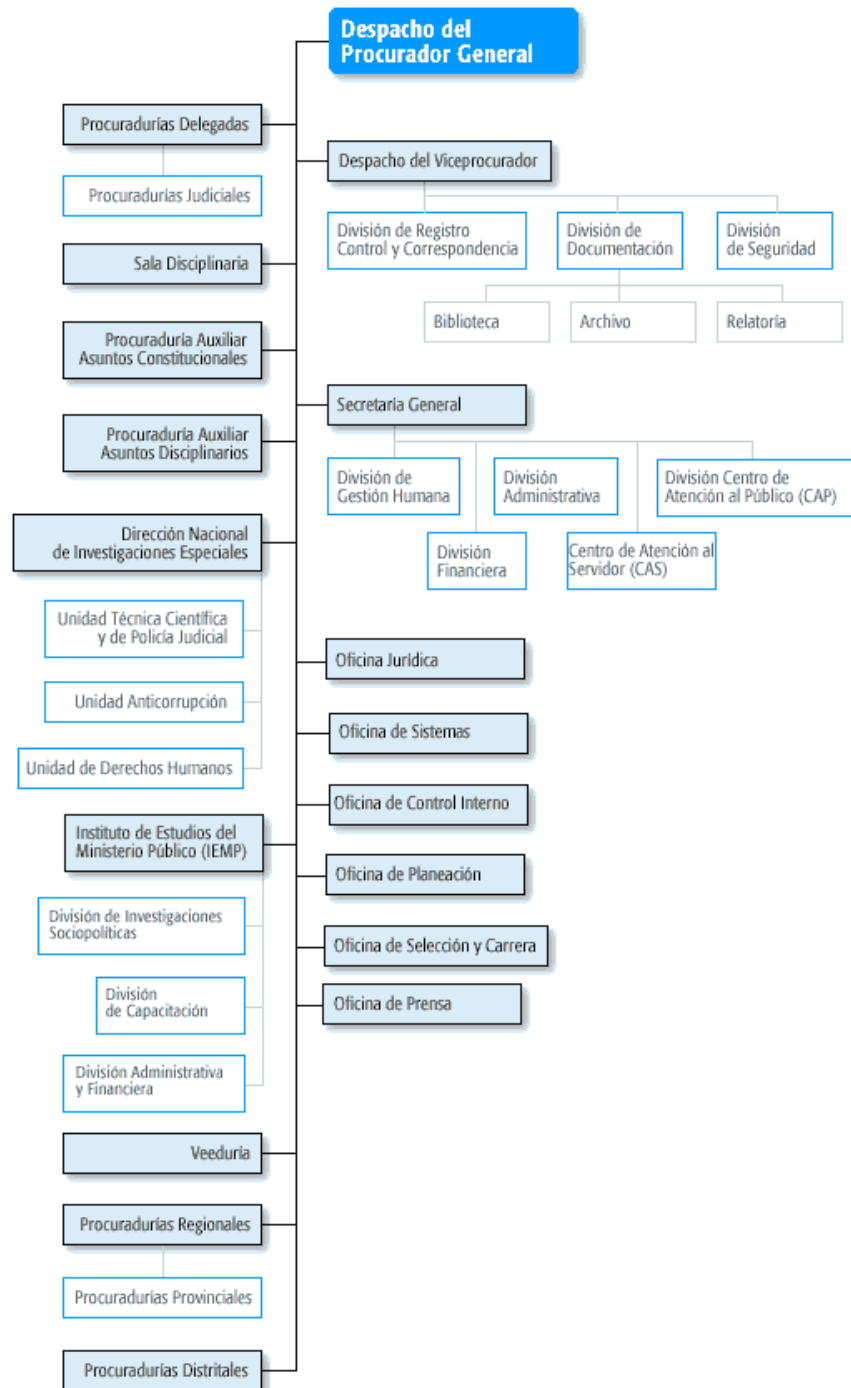 Despacho del
Procurador General
Procuradurías Delegadas
Procuradurías Judiciales
Despacho del Viceprocurador
División de Registro
Control y Correspondencia
División de
Documentación
División
de Seguridad
Biblioteca
Archivo
Relatoría
Sala Disciplinaria
Procuraduría Auxiliar
Asuntos Constitucionales
Procuraduría Auxiliar
Asuntos Disciplinarios
Secretaría General
División de
Gestión Humana
División
Administrativa
División Centro de
Atención al Público (CAP)
División
Financiera
Centro de Atención al
Servidor (CAS)
Dirección Nacional
de Investigaciones Especiales
Unidad Técnica Científica
y de Policía Judicial
Unidad Anticorrupción
Unidad de Derechos Humanos
Oficina Jurídica
Oficina de Sistemas
Oficina de Control Interno
Oficina de Planeación
Oficina de Selección y Carrera
Oficina de Prensa
Instituto de Estudios del
Ministerio Público (IEMP)
División de Investigaciones
Sociopolíticas
División
de Capacitación
División Administrativa
y Financiera
Veeduría
Procuradurías Regionales
Procuradurías Provinciales
Procuradurías Distritales